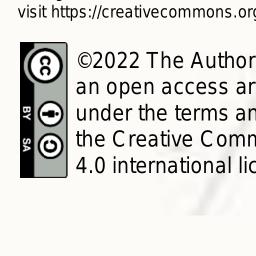 visit https://creativecommons.org
©2022 The Author
an open access ar
under the terms an
the Creative Comm
4.0 international lic
cc
BY SA